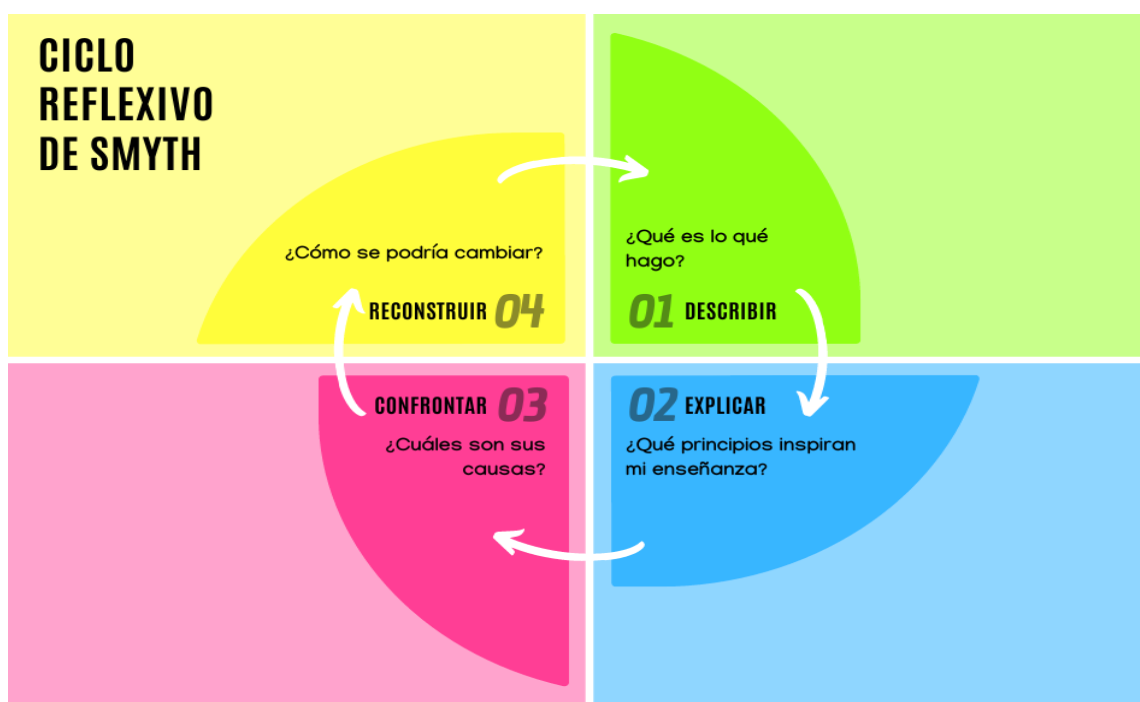 CICLO
REFLEXIVO
DE SMYTH
¿Qué es lo qué
hago?
01 DESCRIBIR
02 EXPLICAR
¿Qué principios inspiran
mi enseñanza?
CONFRONTAR 03
¿Cuáles son sus
causas?
¿Cómo se podría cambiar?
RECONSTRUIR 04